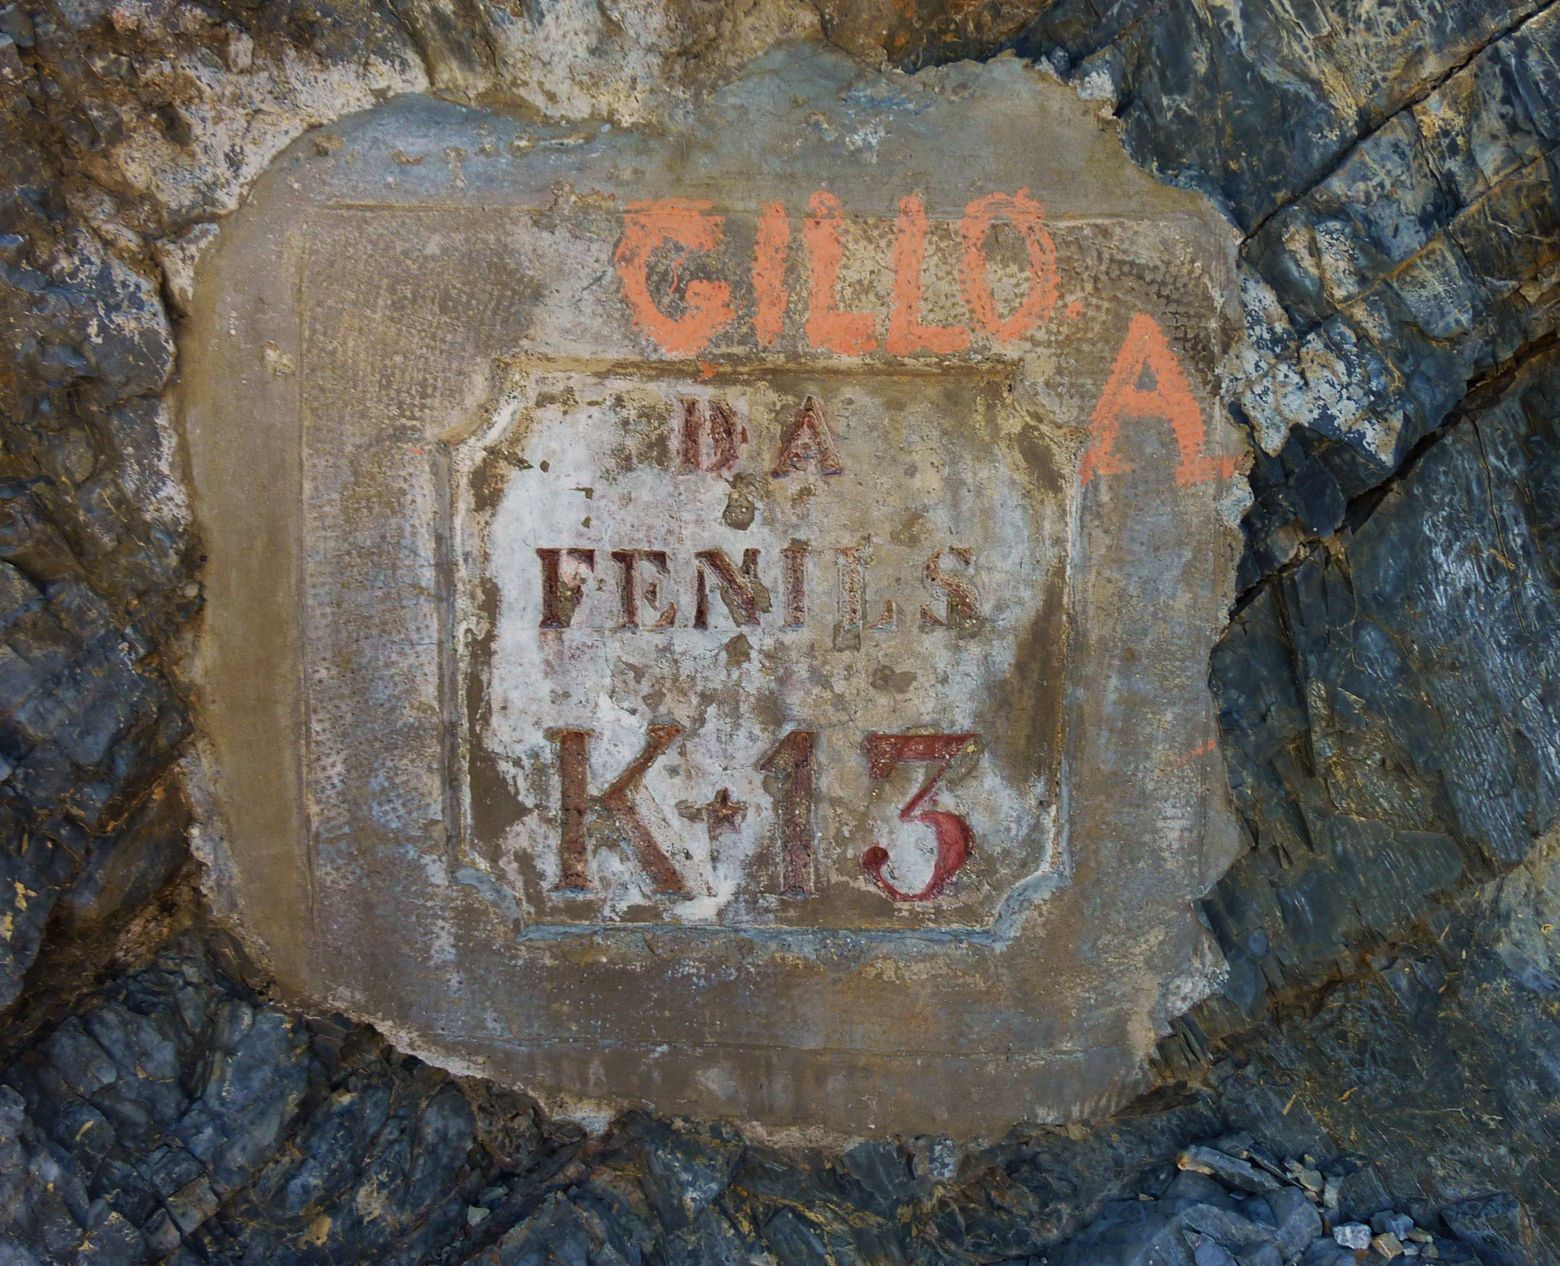 GILLO.
A
DA
FENILS
K★13